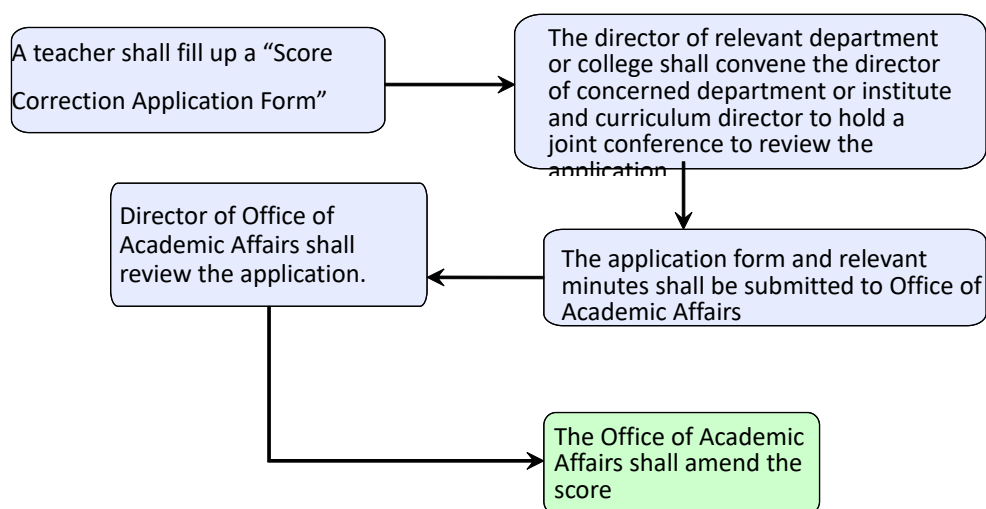 A teacher shall fill up a “Score
Correction Application Form”
The director of relevant department
or college shall convene the director
of concerned department or institute
and curriculum director to hold a
joint conference to review the
application
The application form and relevant
minutes shall be submitted to Office of
Academic Affairs
Director of Office of
Academic Affairs shall
review the application.
The Office of Academic
Affairs shall amend the
score